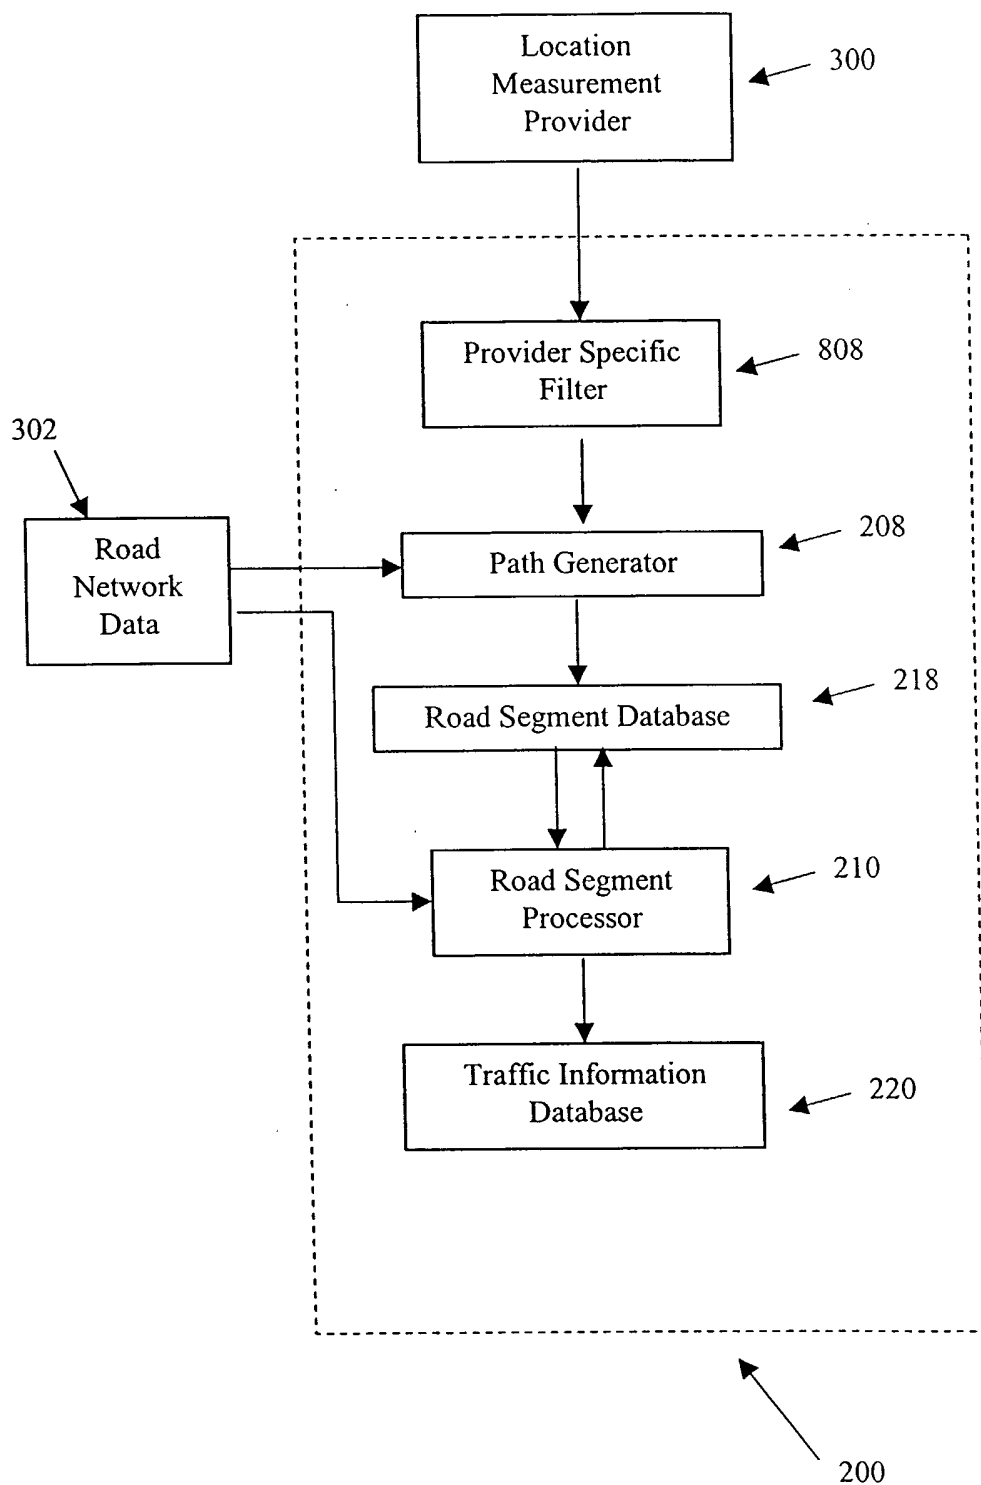 Location
Measurement
Provider
300
Provider Specific
Filter
808
302
Road
Network
Data
Path Generator
208
Road Segment Database
218
Road Segment
Processor
210
Traffic Information
Database
220
200